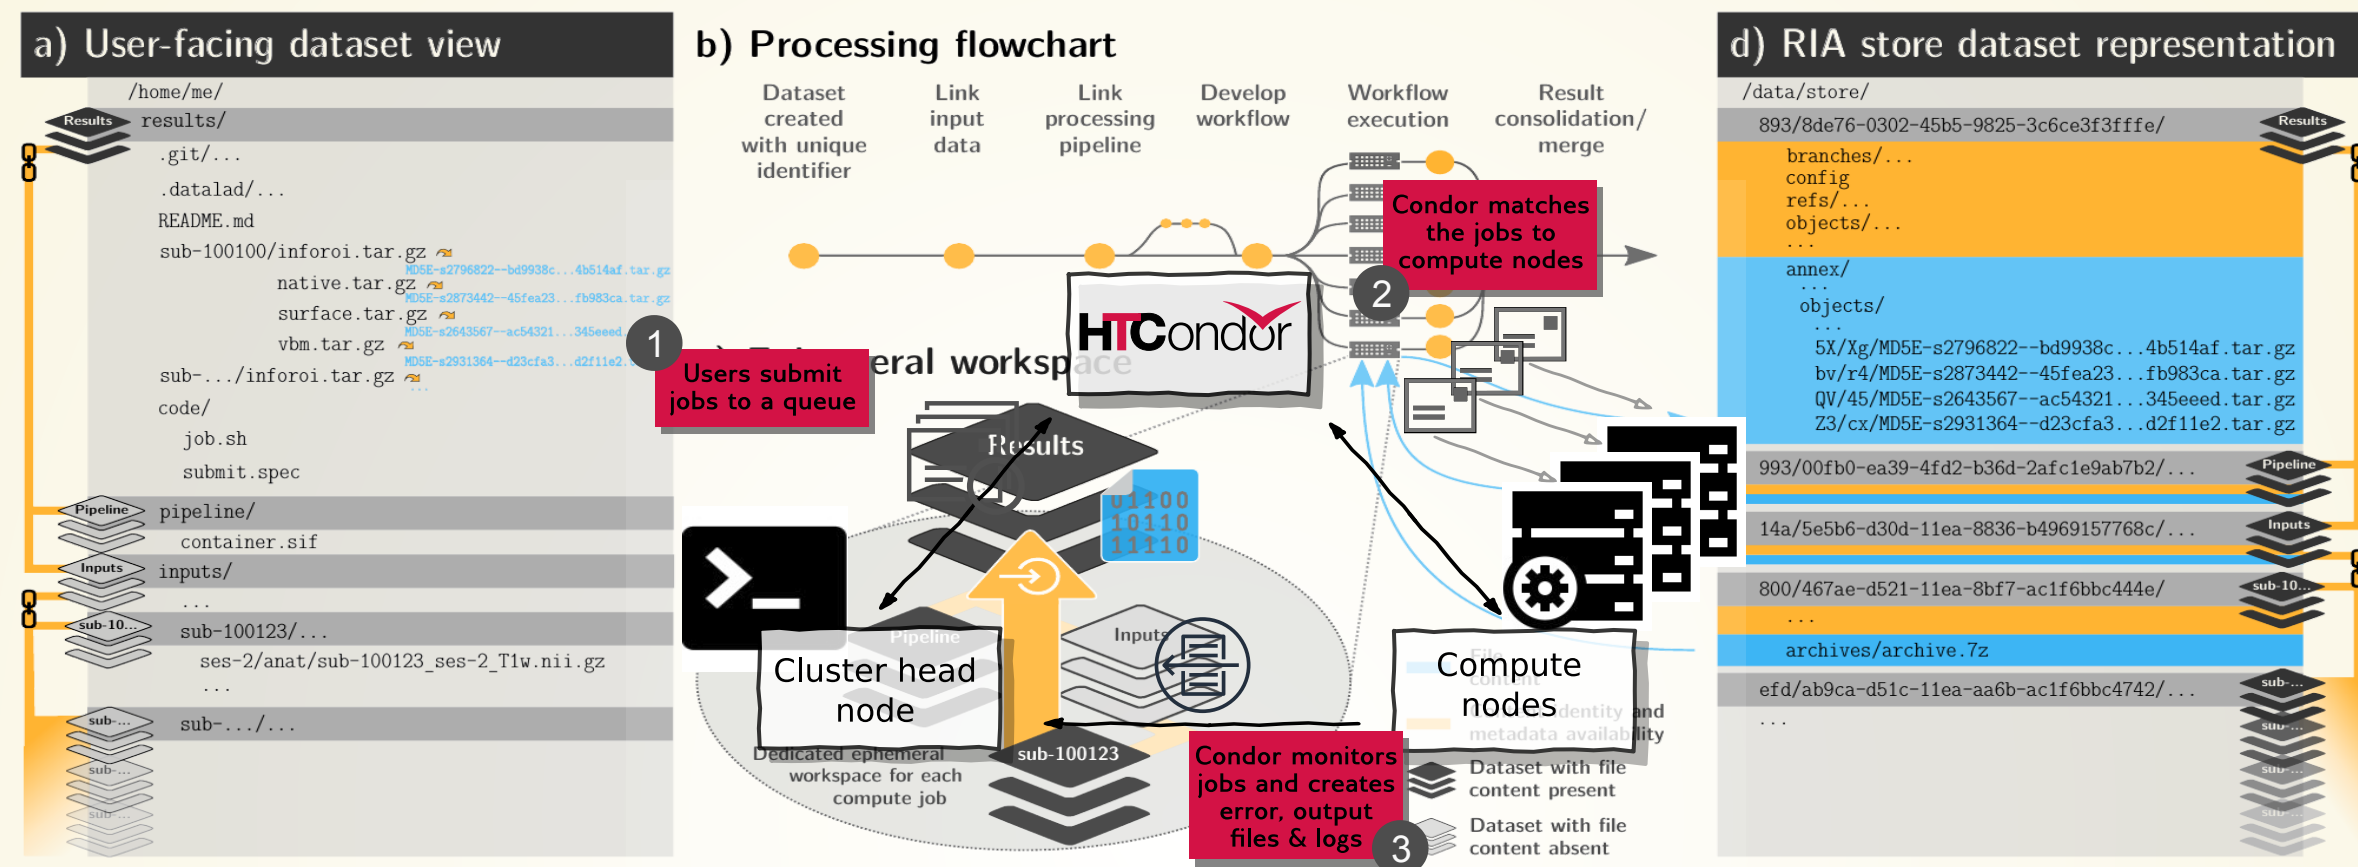 a) User-facing dataset view
/home/me/
Results
results/
.git/...
.datalad/...
README.md
sub-100100/inforoi.tar.gz
MD5E-s2796822--bd9938c...4b514af.tar.gz
native.tar.gz
MD5E-s2873442--45fea23...fb983ca.tar.gz
surface.tar.gz
MD5E-s2643567--ac54321...345eeed.
vbm.tar.gz
MD5E-s2931364--d23cfa3...d2f11e2.
sub-.../inforoi.tar.gz
...
code/
job.sh
submit.spec
Pipeline
pipeline/
container.sif
Inputs
inputs/
...
sub-10...
sub-100123/...
ses-2/anat/sub-100123_ses-2_T1w.nii.gz
...
sub-...
sub-.../...
sub-...
sub-...
b) Processing flowchart
Dataset
created
with unique
identifier
Link
input
data
Link
processing
pipeline
Develop
workflow
Workflow
execution
Result
consolidation/
merge
1
Users submit
jobs to a queue
workspace
HTCondor
2
Condor matches
the jobs to
compute nodes
Results
01100
10110
11110
>_
Pipeline
Inputs
Cluster head
node
Compute
nodes
File
content
Content identity and
metadata availability
Dedicated ephemeral
workspace for each
compute job
sub-100123
Condor monitors
jobs and creates
error, output
files & logs
3
Dataset with file
content present
Dataset with file
content absent
d) RIA store dataset representation
/data/store/
893/8de76-0302-45b5-9825-3c6ce3f3fffe/
Results
branches/...
config
refs/...
objects/...
...
annex/
...
objects/
...
5X/Xg/MD5E-s2796822--bd9938c...4b514af.tar.gz
bv/r4/MD5E-s2873442--45fea23...fb983ca.tar.gz
QV/45/MD5E-s2643567--ac54321...345eeed.tar.gz
Z3/cx/MD5E-s2931364--d23cfa3...d2f11e2.tar.gz
993/00fb0-ea39-4fd2-b36d-2afc1e9ab7b2/...
Pipeline
14a/5e5b6-d30d-11ea-8836-b4969157768c/...
Inputs
800/467ae-d521-11ea-8bf7-ac1f6bbc444e/
sub-10...
...
archives/archive.7z
efd/ab9ca-d51c-11ea-aa6b-ac1f6bbc4742/...
sub-...
...
sub-...
sub-...
sub-...